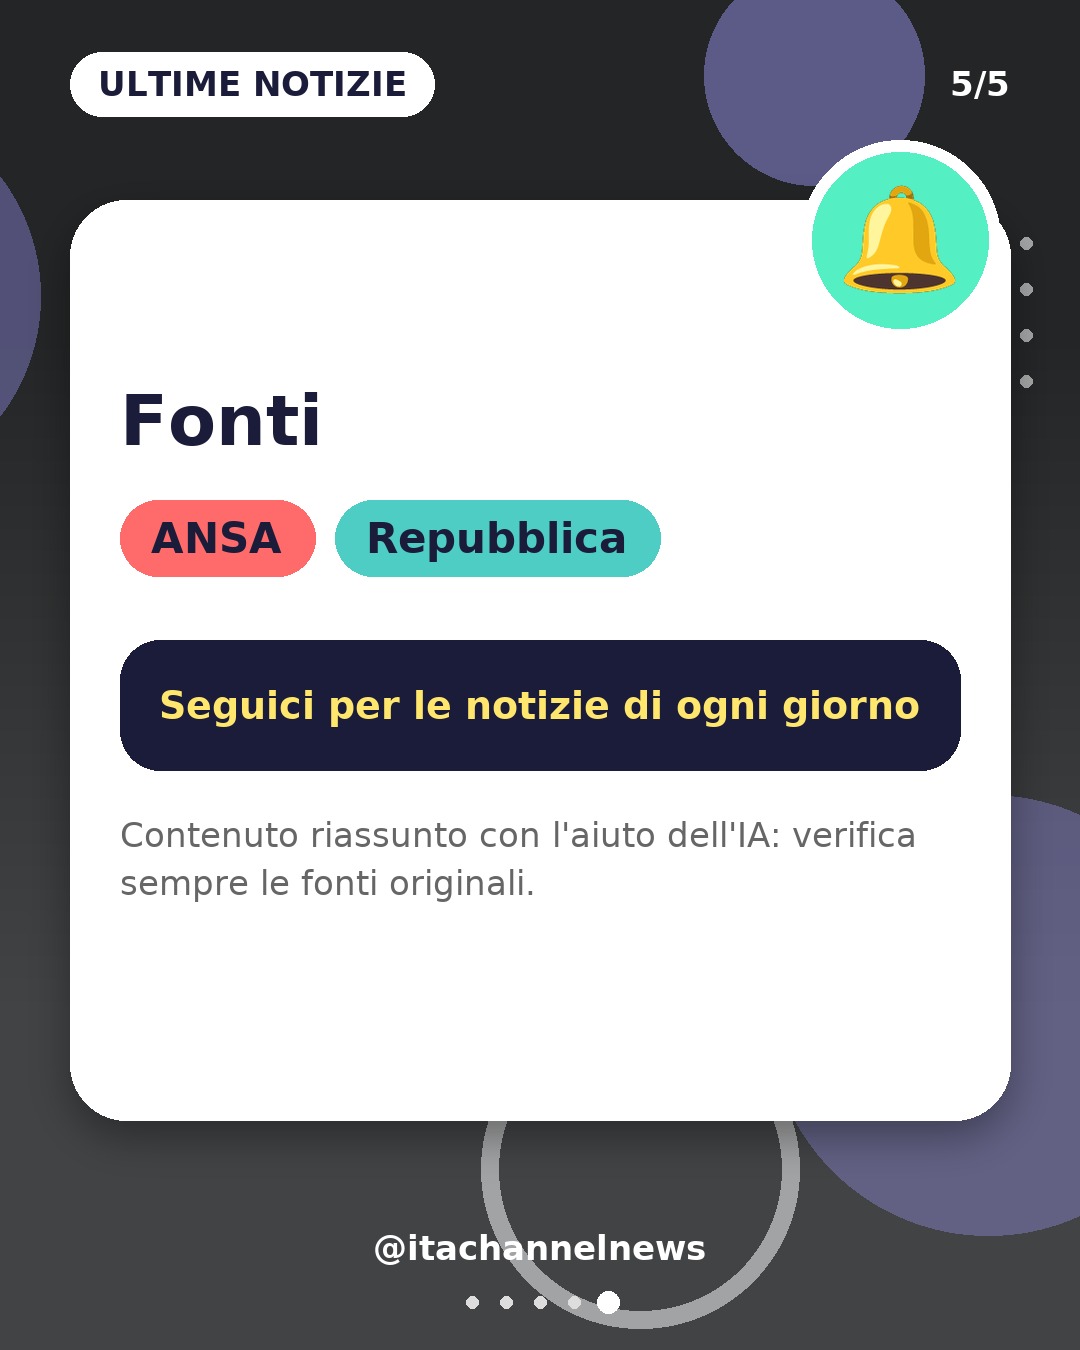 ULTIME NOTIZIE
5/5
Fonti
ANSA
Repubblica
Seguici per le notizie di ogni giorno
Contenuto riassunto con l'aiuto dell'IA: verifica
sempre le fonti originali.
@itachannelnews